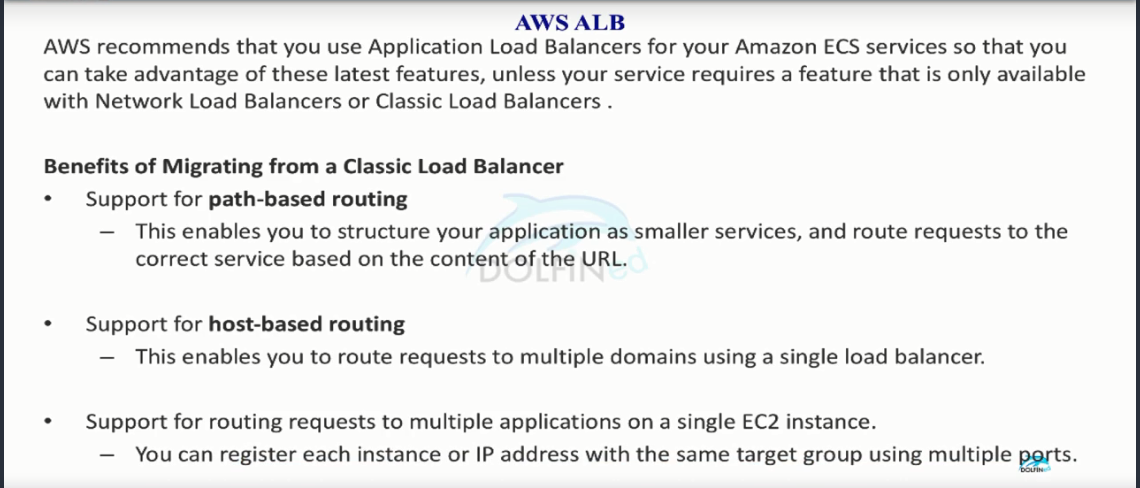 AWS ALB
AWS recommends that you use Application Load Balancers for your Amazon ECS services so that you
can take advantage of these latest features, unless your service requires a feature that is only available
with Network Load Balancers or Classic Load Balancers .
Benefits of Migrating from a Classic Load Balancer
• Support for path-based routing
– This enables you to structure your application as smaller services, and route requests to the
correct service based on the content of the URL.
DOLFINed
• Support for host-based routing
– This enables you to route requests to multiple domains using a single load balancer.
• Support for routing requests to multiple applications on a single EC2 instance.
– You can register each instance or IP address with the same target group using multiple ports.
DOLFINed